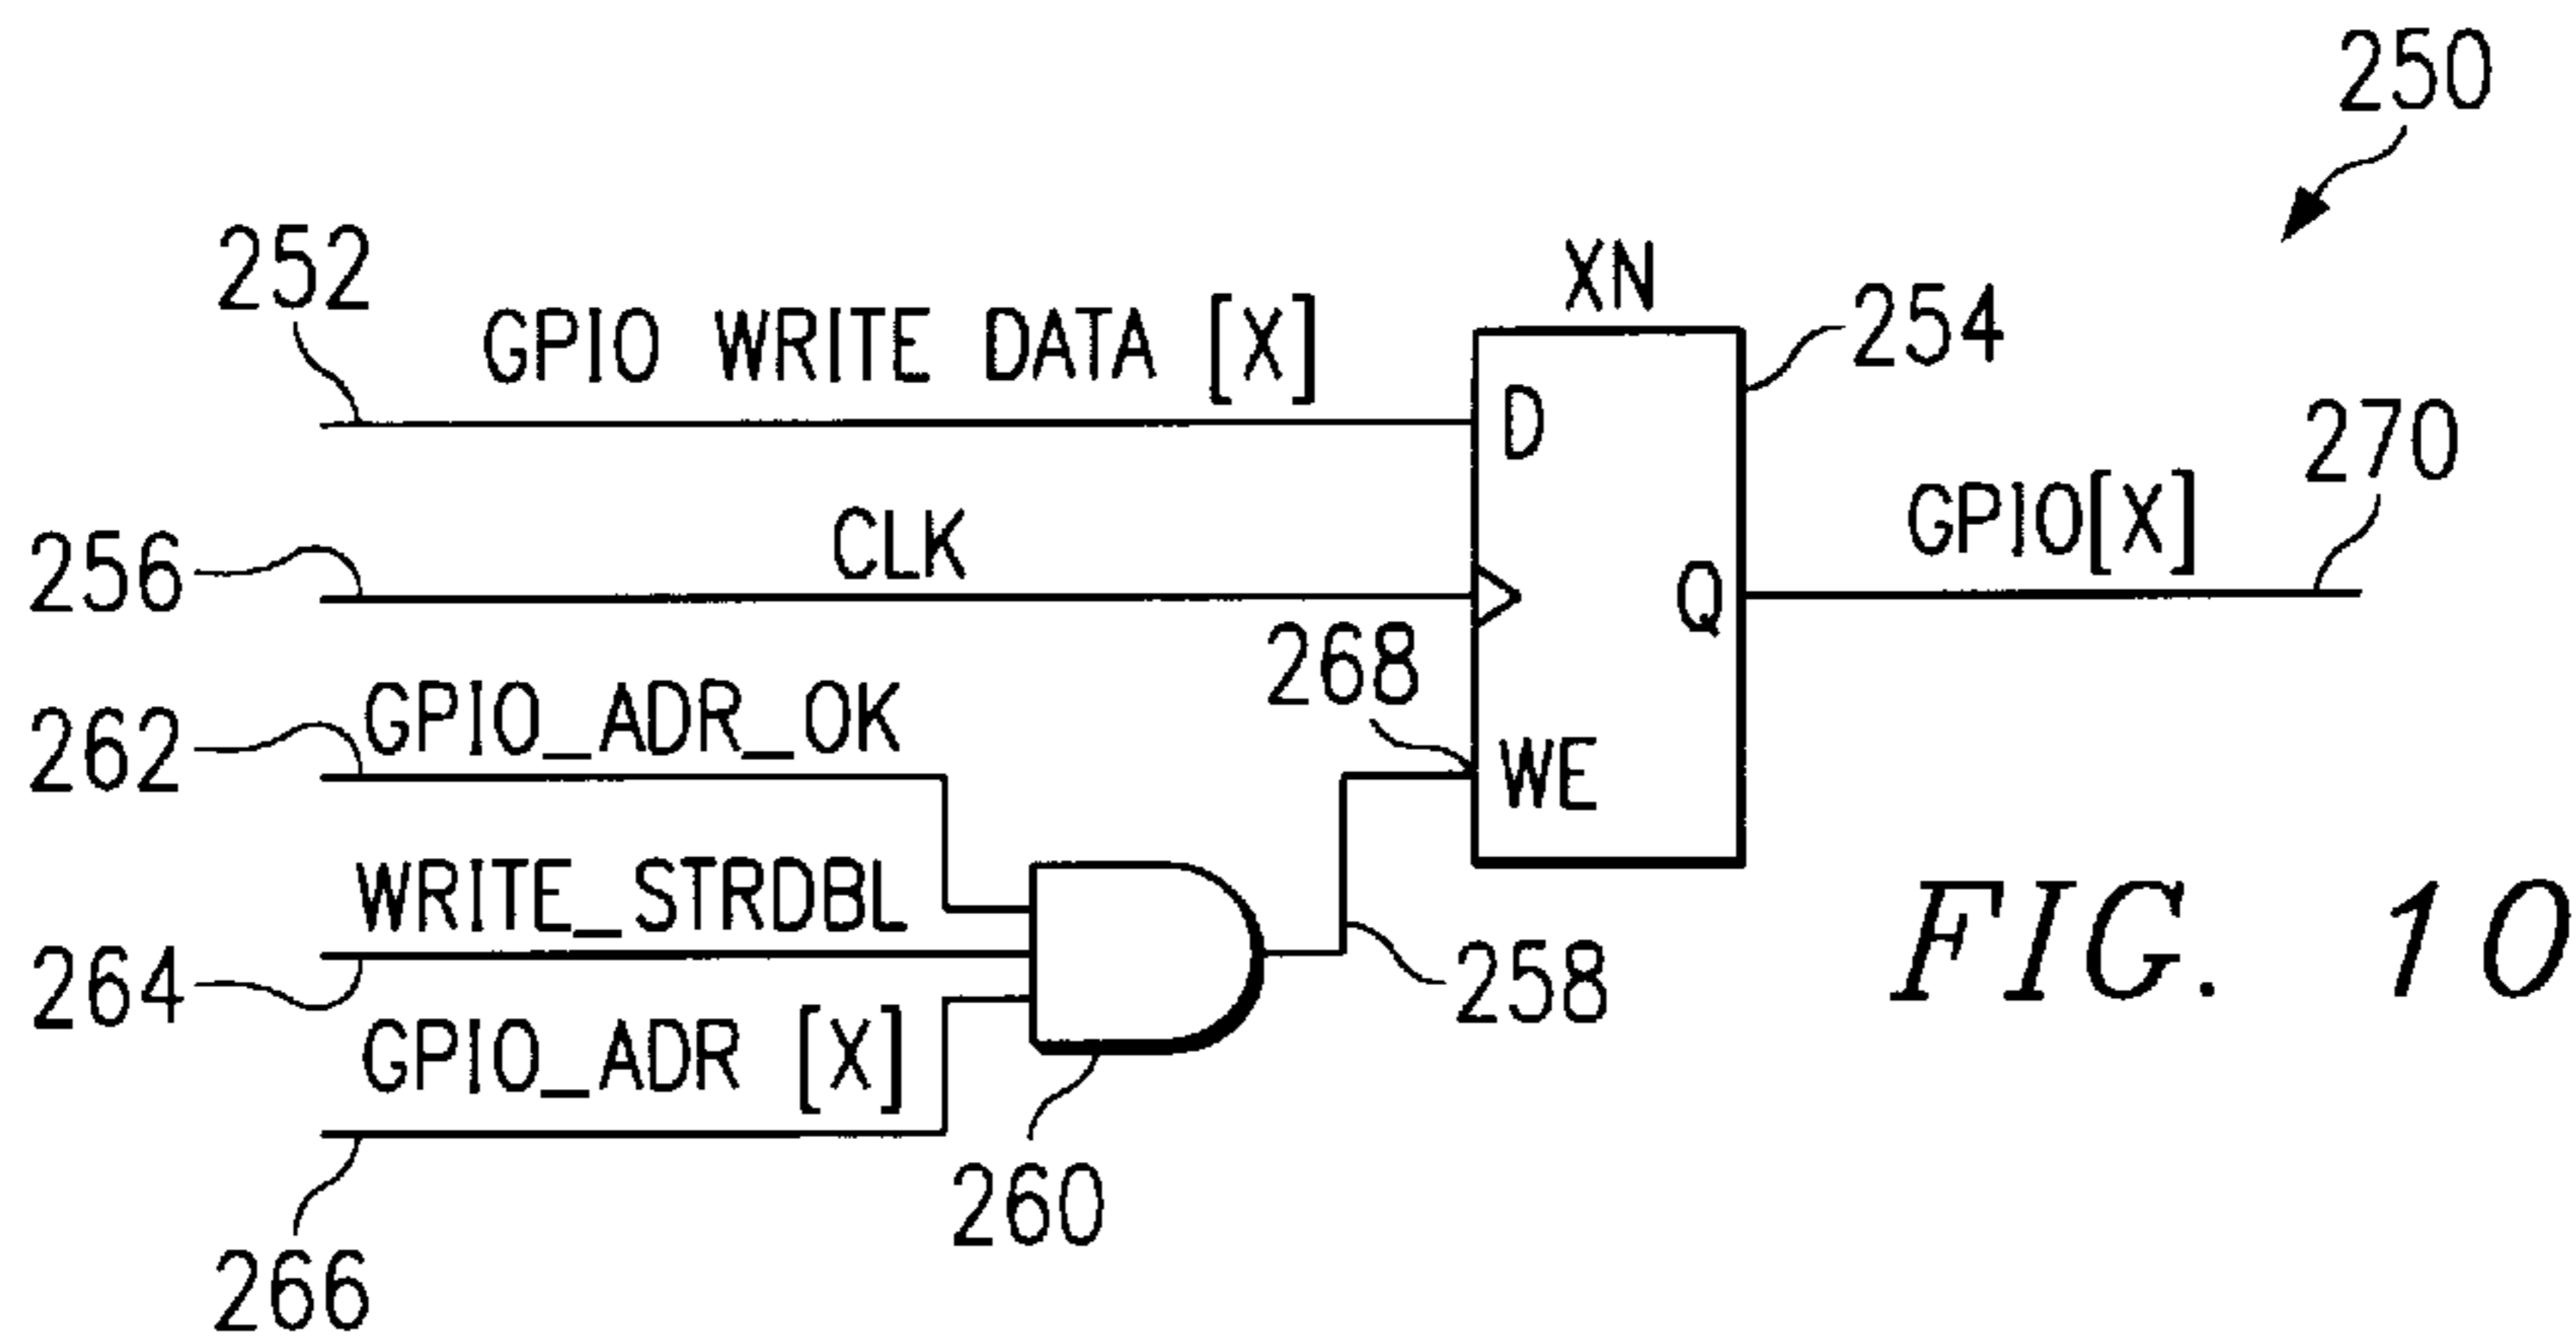 250
252
XN
GPIO WRITE DATA [X]
254
D
270
CLK
GPIO[X]
256
Q
268
262
GPIO_ADR_OK
WE
WRITE_STRDBL
FIG. 10
264
258
GPIO_ADR [X]
260
266